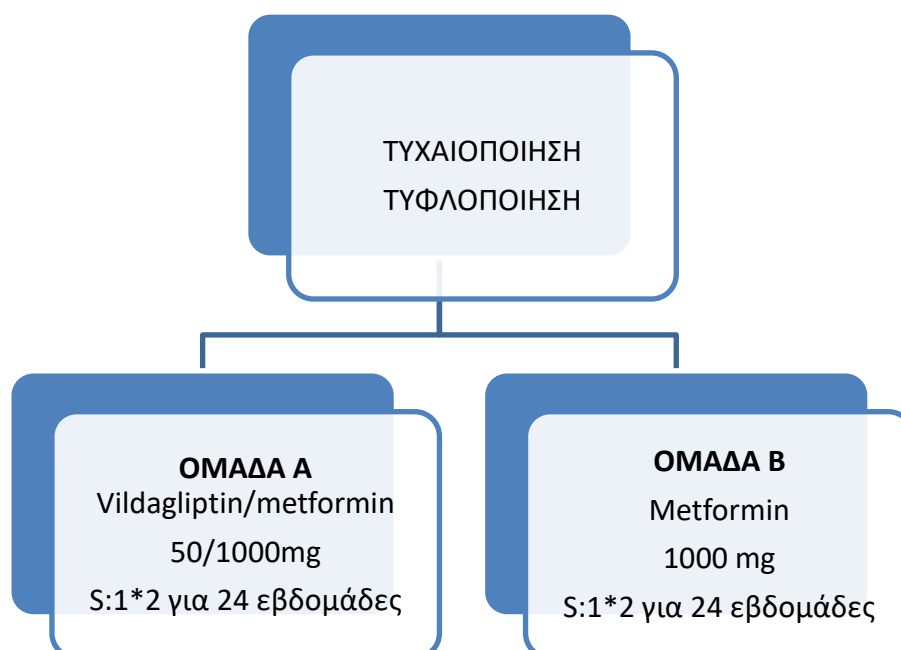 ΤΥΧΑΙΟΠΟΙΗΣΗ
ΤΥΦΛΟΠΟΙΗΣΗ
ΟΜΑΔΑ Α
Vildagliptin/metformin
50/1000mg
S:1*2 για 24 εβδομάδες
ΟΜΑΔΑ Β
Metformin
1000 mg
S:1*2 για 24 εβδομάδες